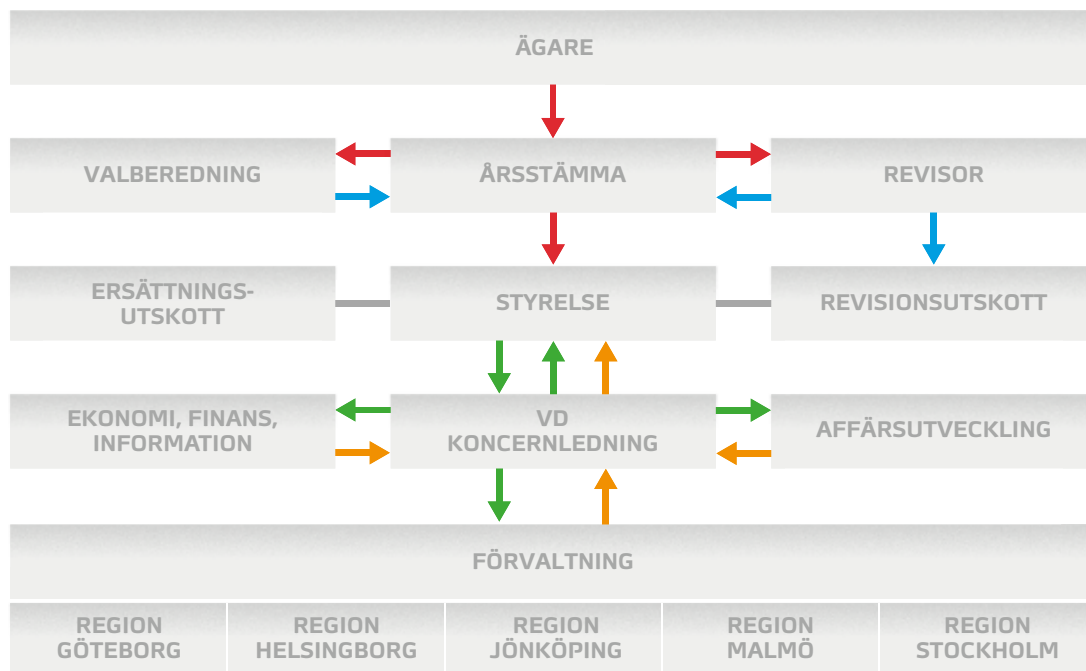 ÄGARE
VALBEREDNING
ÅRSSTÄMMA
REVISOR
ERSÄTTNINGS-
UTSKOTT
STYRELSE
REVISIONSUTSKOTT
EKONOMI, FINANS,
INFORMATION
VD
KONCERNLEDNING
AFFÄRSUTVECKLING
FÖRVALTNING
REGION
GÖTEBORG
REGION
HELSINGBORG
REGION
JÖNKÖPING
REGION
MALMÖ
REGION
STOCKHOLM